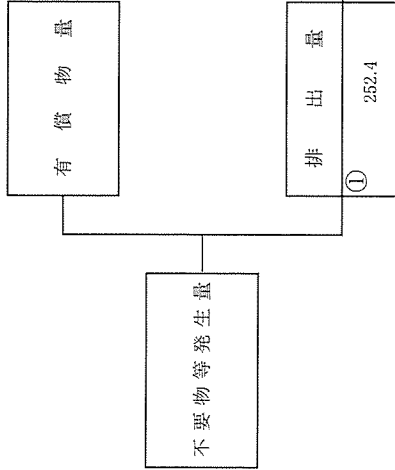 有償物量
不要物等発生量
排出量
①
252.4